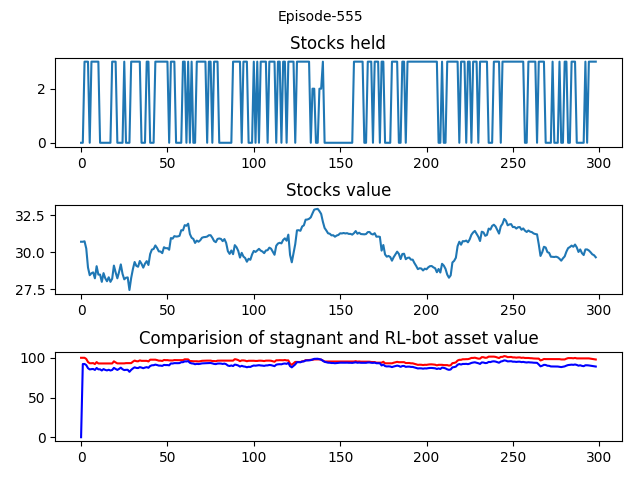 Episode-555
Stocks held
2
0
0 50 100 150 200 250 300
Stocks value
32.5
30.0
27.5
0 50 100 150 200 250 300
Comparision of stagnant and RL-bot asset value
100
50
0
0 50 100 150 200 250 300